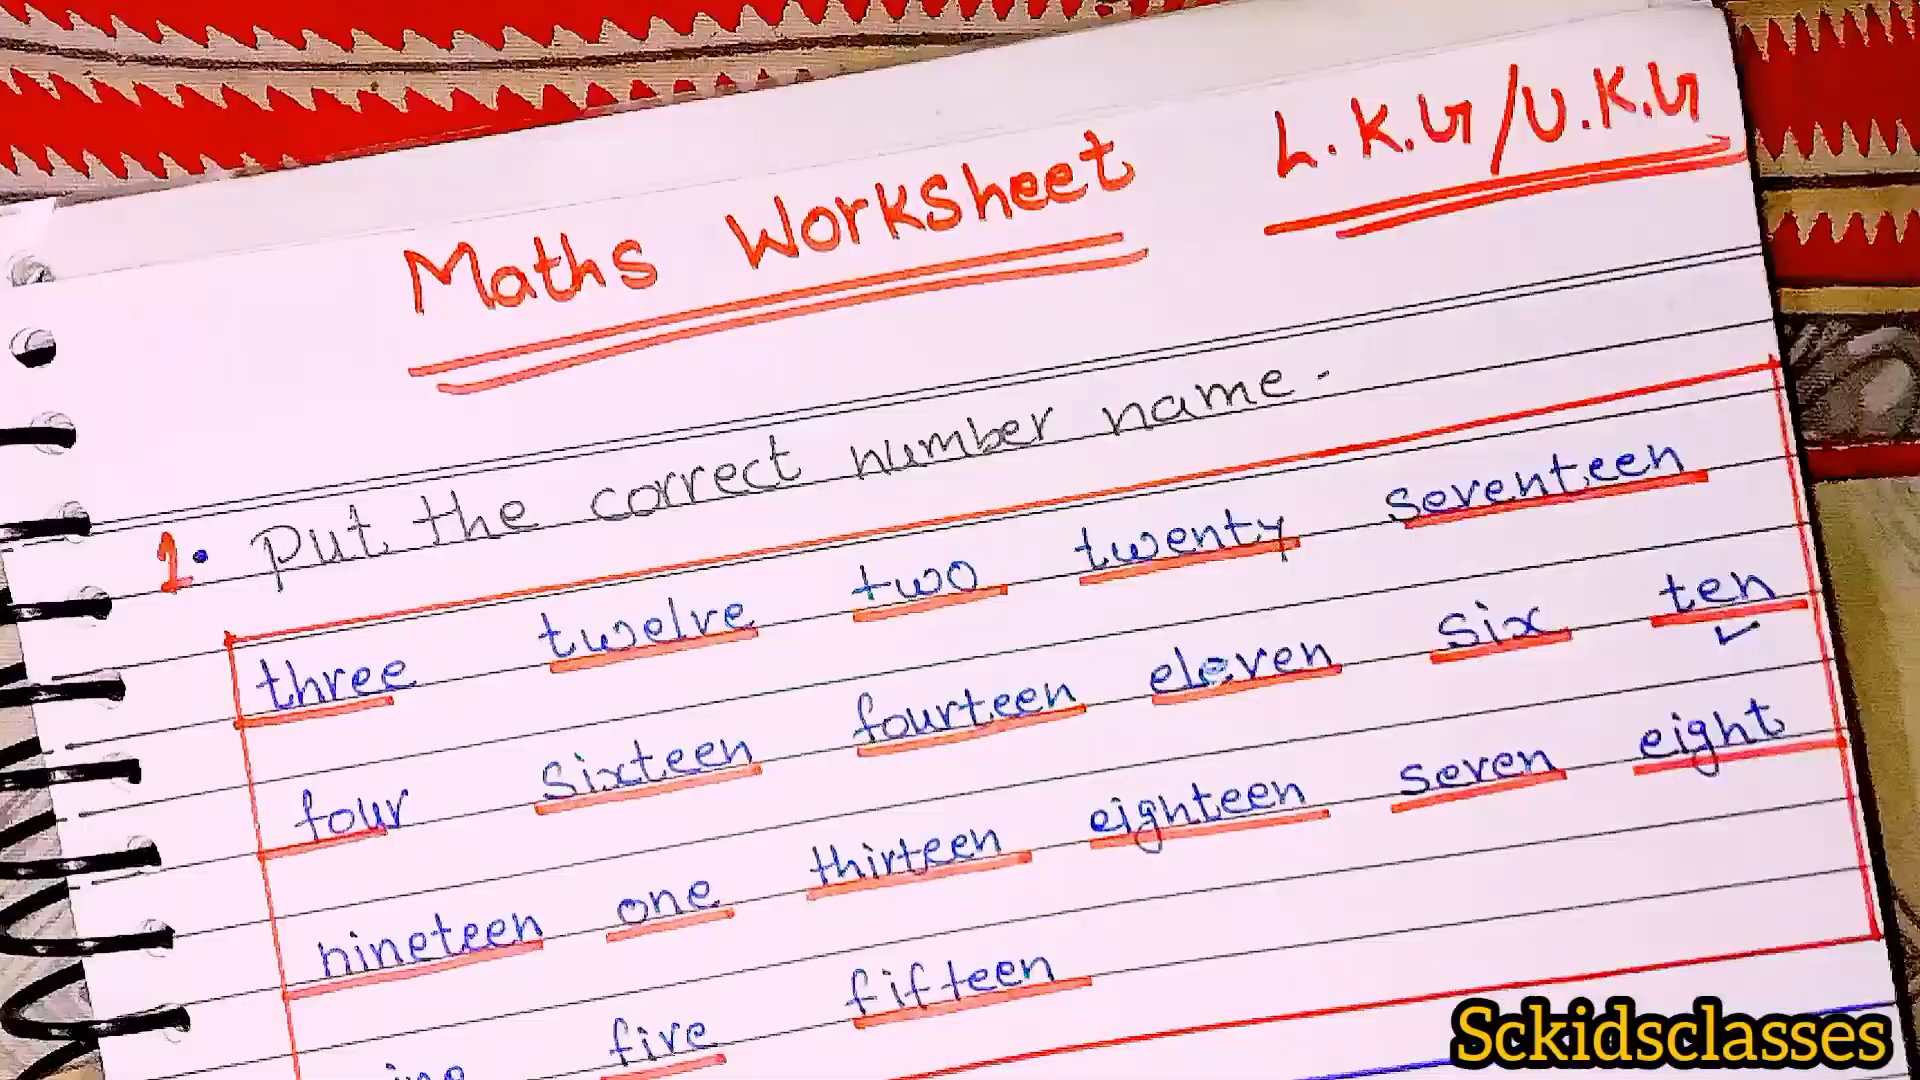 Maths Worksheet L.K.G/U.K.G
1. Put the correct number name.
three twelve two twenty seventeen
four sixteen fourteen eleven six ten
nineteen one thirteen eighteen seven eight
five fifteen
Sckidsclasses